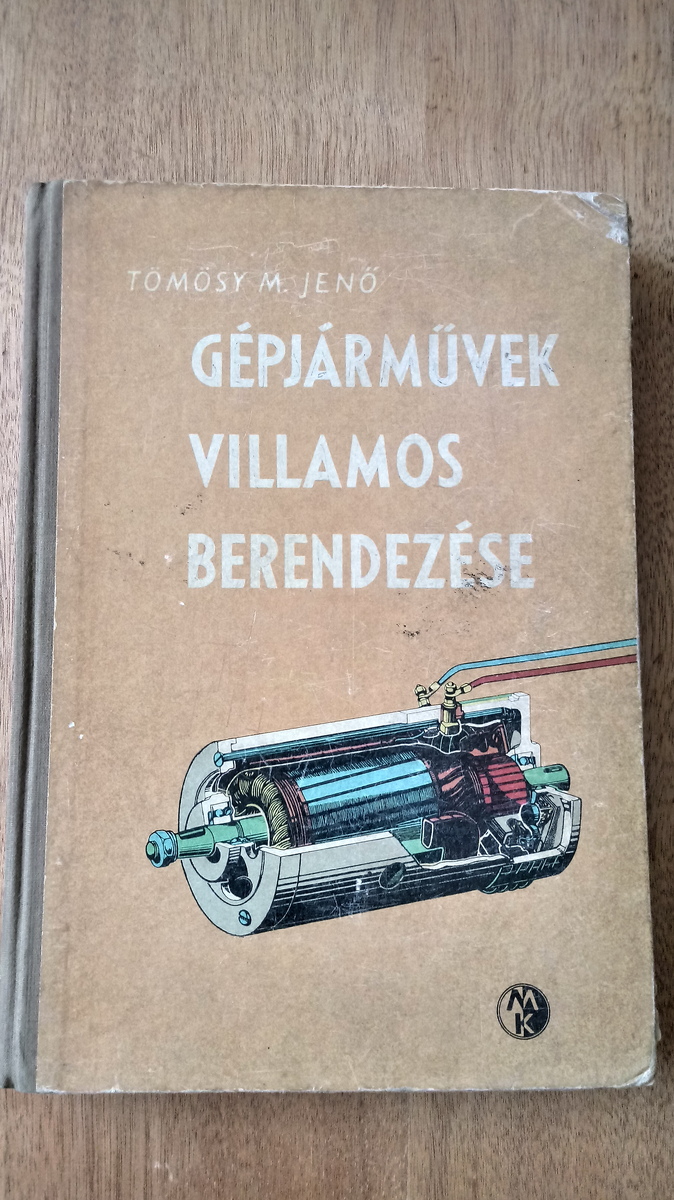 TÖMÖSY M. JENŐ
GÉPJÁRMŰVEK
VILLAMOS
BERENDEZÉSE
MK